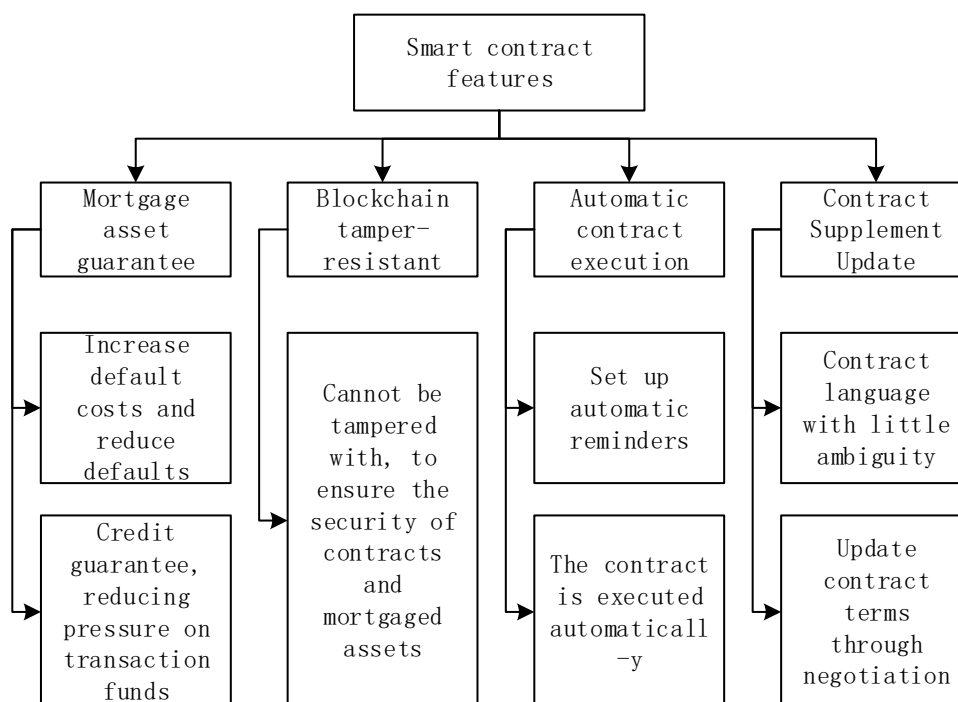 Smart contract
features
Mortgage
asset
guarantee
Blockchain
tamper-
resistant
Automatic
contract
execution
Contract
Supplement
Update
Increase
default
costs and
reduce
defaults
Credit
guarantee,
reducing
pressure on
transaction
funds
Cannot be
tampered
with, to
ensure the
security of
contracts
and
mortgaged
assets
Set up
automatic
reminders
The contract
is executed
automaticall
-y
Contract
language
with little
ambiguity
Update
contract
terms
through
negotiation